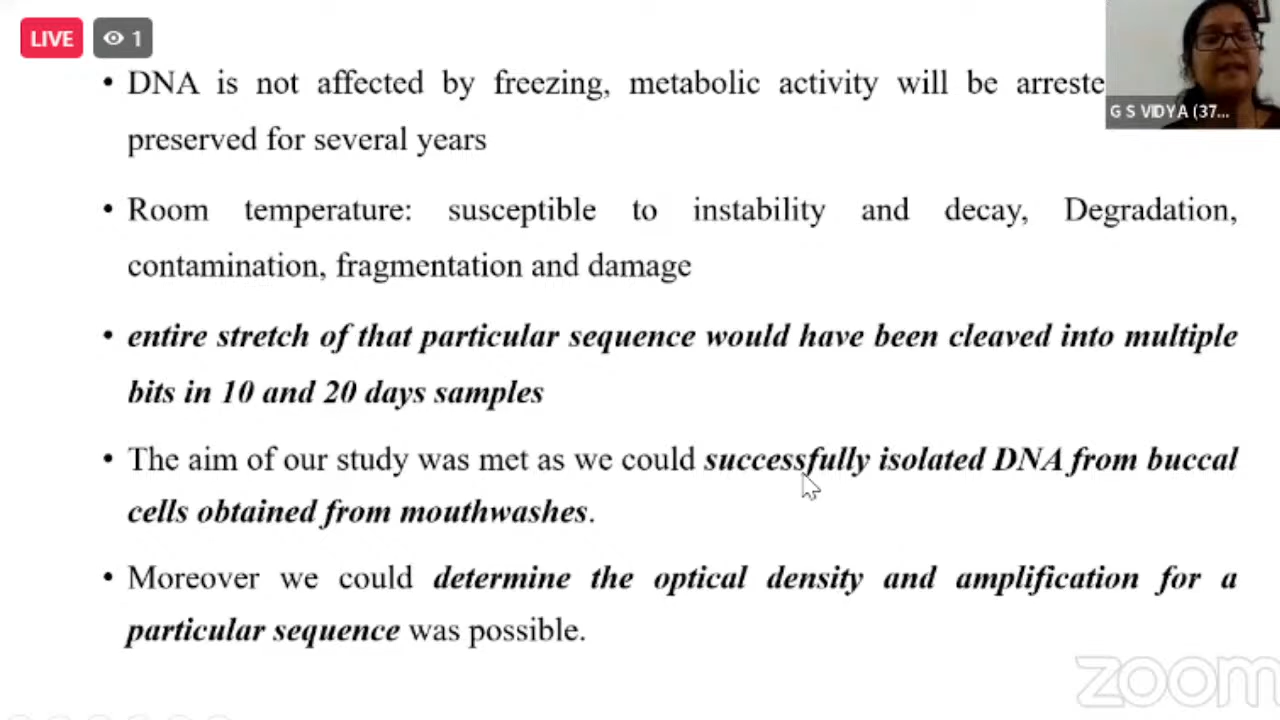 LIVE 1
• DNA is not affected by freezing, metabolic activity will be arreste
preserved for several years
G S VIDYA (37...
• Room temperature: susceptible to instability and decay, Degradation,
contamination, fragmentation and damage
• entire stretch of that particular sequence would have been cleaved into multiple
bits in 10 and 20 days samples
• The aim of our study was met as we could successfully isolated DNA from buccal
cells obtained from mouthwashes.
• Moreover we could determine the optical density and amplification for a
particular sequence was possible.
zoom